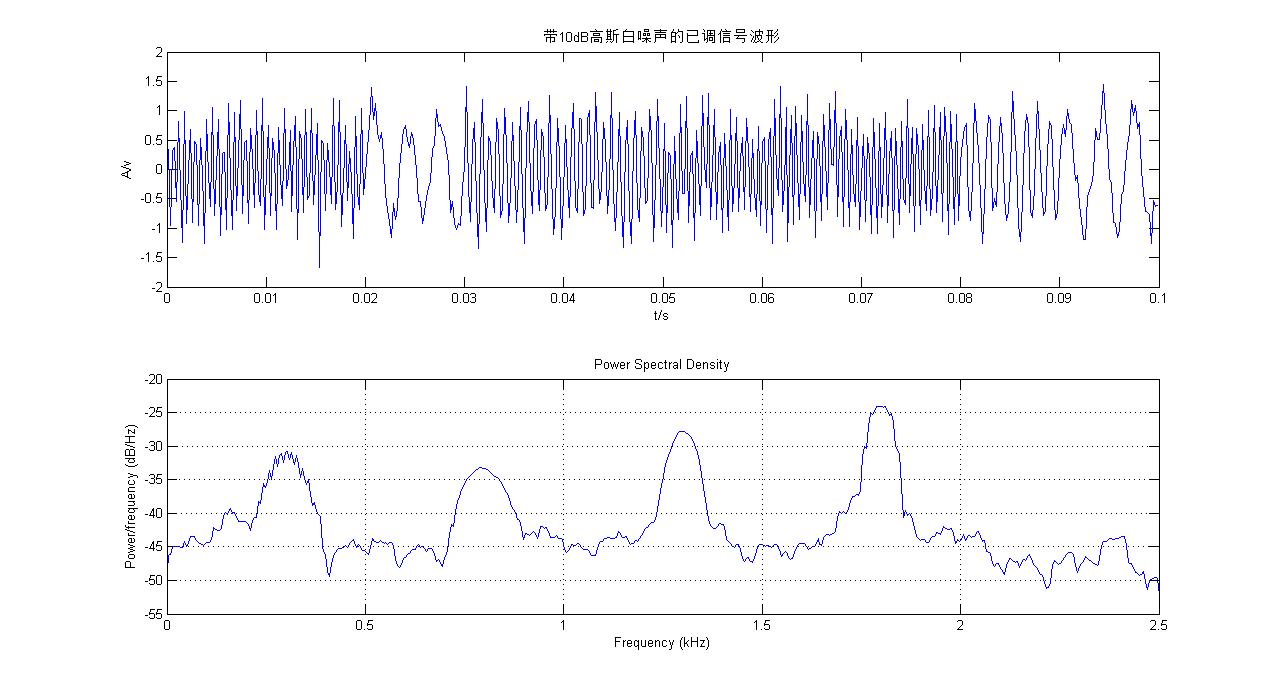 带10dB高斯白噪声的已调信号波形
2
1.5
1
0.5
0
-0.5
-1
-1.5
-2
A/v
0 0.01 0.02 0.03 0.04 0.05 0.06 0.07 0.08 0.09 0.1
t/s
Power Spectral Density
-20
-25
-30
-35
-40
-45
-50
-55
Power/frequency (dB/Hz)
0 0.5 1 1.5 2 2.5
Frequency (kHz)